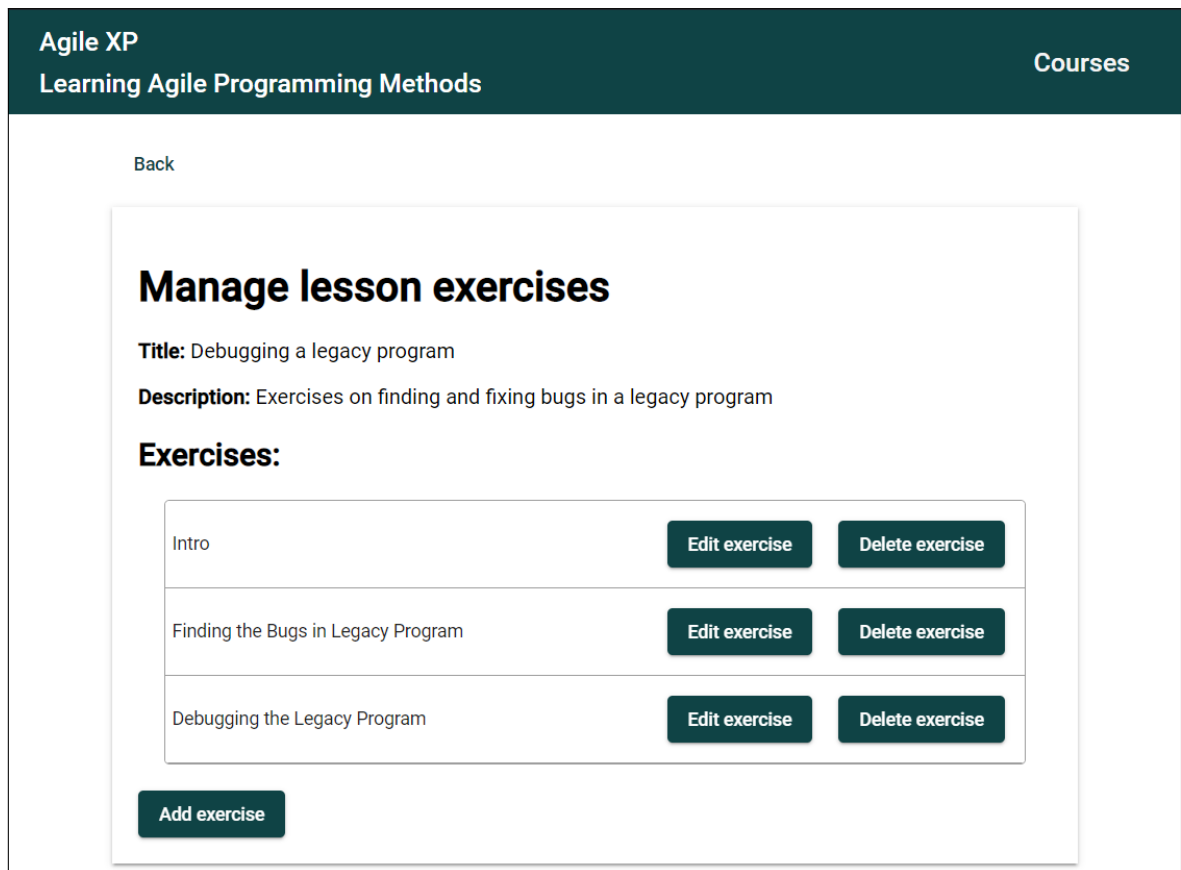 Agile XP
Learning Agile Programming Methods
Courses
Back
Manage lesson exercises
Title: Debugging a legacy program
Description: Exercises on finding and fixing bugs in a legacy program
Exercises:
Intro Edit exercise Delete exercise
Finding the Bugs in Legacy Program Edit exercise Delete exercise
Debugging the Legacy Program Edit exercise Delete exercise
Add exercise